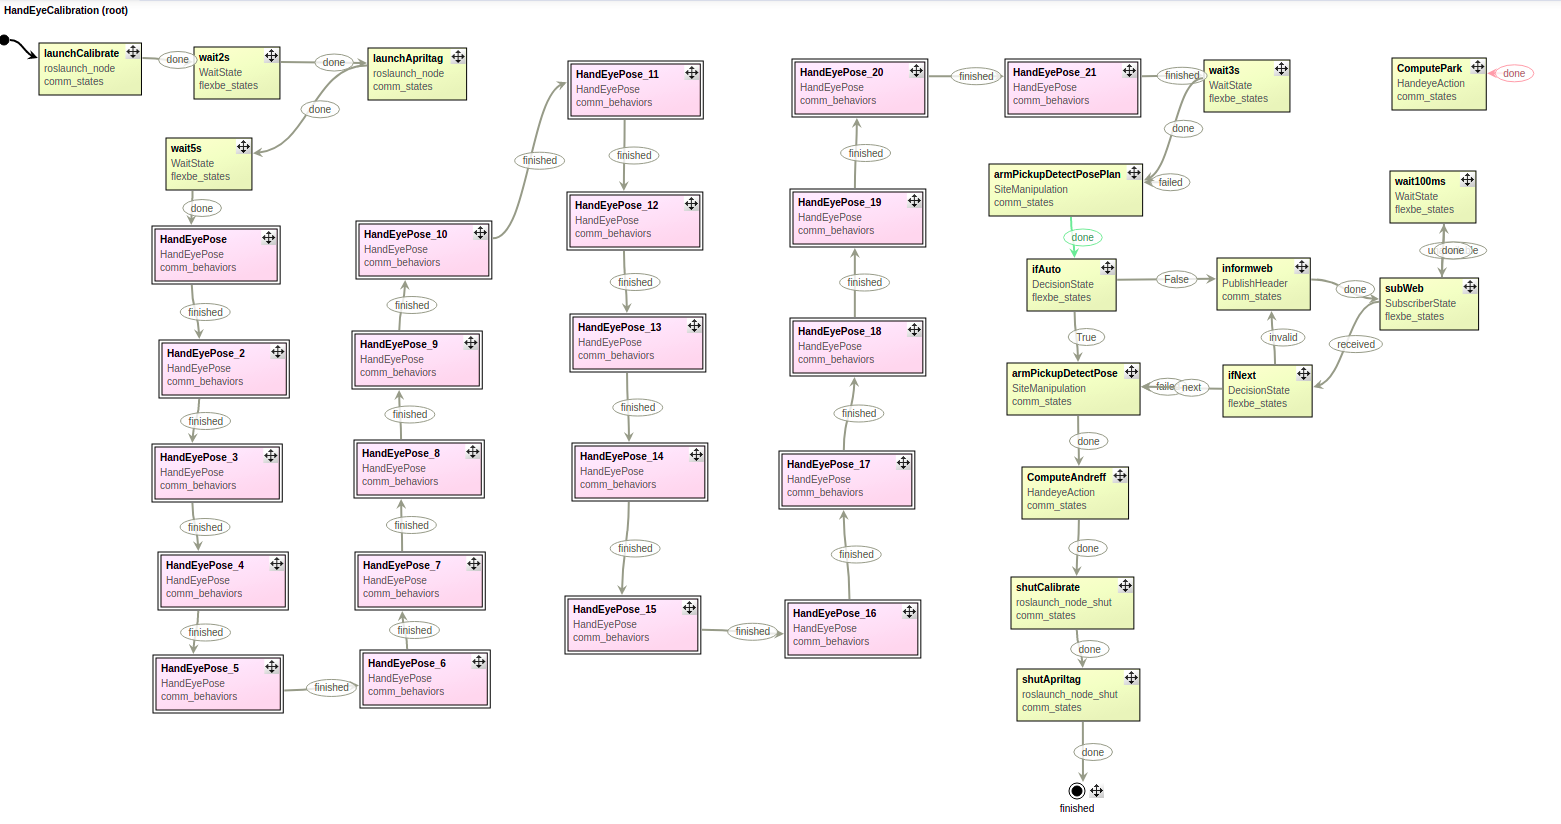 HandEyeCalibration (root)
launchCalibrate
roslaunch_node
comm_states
done
wait2s
WaitState
flexbe_states
done
launchApriltag
roslaunch_node
comm_states
done
wait5s
WaitState
flexbe_states
done
HandEyePose
HandEyePose
comm_behaviors
finished
HandEyePose_2
HandEyePose
comm_behaviors
finished
HandEyePose_3
HandEyePose
comm_behaviors
finished
HandEyePose_4
HandEyePose
comm_behaviors
finished
HandEyePose_5
HandEyePose
comm_behaviors
finished
HandEyePose_6
HandEyePose
comm_behaviors
finished
HandEyePose_7
HandEyePose
comm_behaviors
finished
HandEyePose_8
HandEyePose
comm_behaviors
finished
HandEyePose_9
HandEyePose
comm_behaviors
finished
HandEyePose_10
HandEyePose
comm_behaviors
finished
HandEyePose_11
HandEyePose
comm_behaviors
finished
HandEyePose_12
HandEyePose
comm_behaviors
finished
HandEyePose_13
HandEyePose
comm_behaviors
finished
HandEyePose_14
HandEyePose
comm_behaviors
finished
HandEyePose_15
HandEyePose
comm_behaviors
finished
HandEyePose_16
HandEyePose
comm_behaviors
finished
HandEyePose_17
HandEyePose
comm_behaviors
finished
HandEyePose_18
HandEyePose
comm_behaviors
finished
HandEyePose_19
HandEyePose
comm_behaviors
finished
HandEyePose_20
HandEyePose
comm_behaviors
finished
HandEyePose_21
HandEyePose
comm_behaviors
finished
wait3s
WaitState
flexbe_states
done
armPickupDetectPosePlan
SiteManipulation
comm_states
failed
done
ifAuto
DecisionState
flexbe_states
False
True
informweb
PublishHeader
comm_states
done
subWeb
SubscriberState
flexbe_states
done
wait100ms
WaitState
flexbe_states
received
ifNext
DecisionState
flexbe_states
invalid
next
armPickupDetectPose
SiteManipulation
comm_states
done
ComputeAndreff
HandeyeAction
comm_states
done
shutCalibrate
roslaunch_node_shut
comm_states
done
shutApriltag
roslaunch_node_shut
comm_states
done
finished
ComputePark
HandeyeAction
comm_states
done